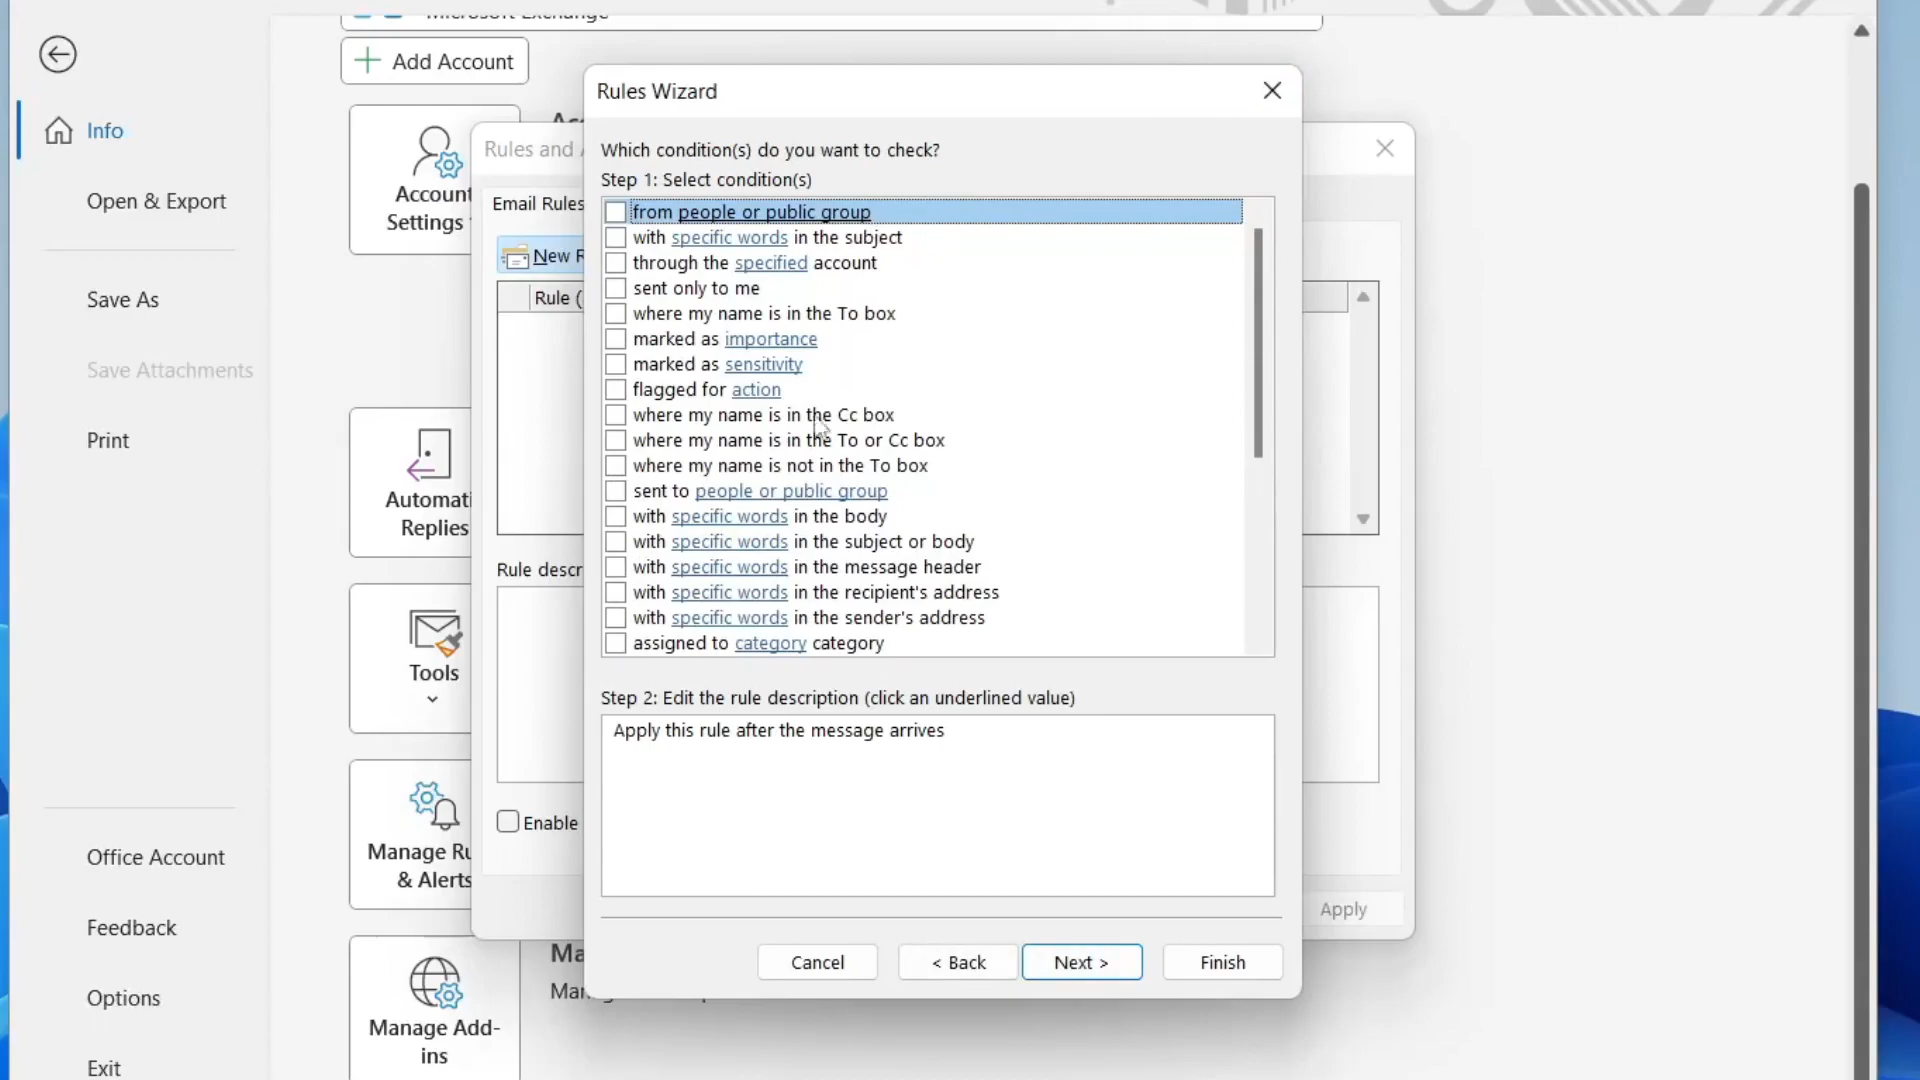 Microsoft Exchange
Add Account
Info
Open & Export
Save As
Save Attachments
Print
Office Account
Feedback
Options
Exit
Account
Settings
Automati
Replies
Tools
Manage Ru
& Alerts
Manage Add-
ins
Rules and A
Email Rules
New R
Rule (
Rule descr
Enable
Apply
Rules Wizard
Which condition(s) do you want to check?
Step 1: Select condition(s)
from people or public group
with specific words in the subject
through the specified account
sent only to me
where my name is in the To box
marked as importance
marked as sensitivity
flagged for action
where my name is in the Cc box
where my name is in the To or Cc box
where my name is not in the To box
sent to people or public group
with specific words in the body
with specific words in the subject or body
with specific words in the message header
with specific words in the recipient's address
with specific words in the sender's address
assigned to category category
Step 2: Edit the rule description (click an underlined value)
Apply this rule after the message arrives
Cancel
< Back
Next >
Finish
Ma